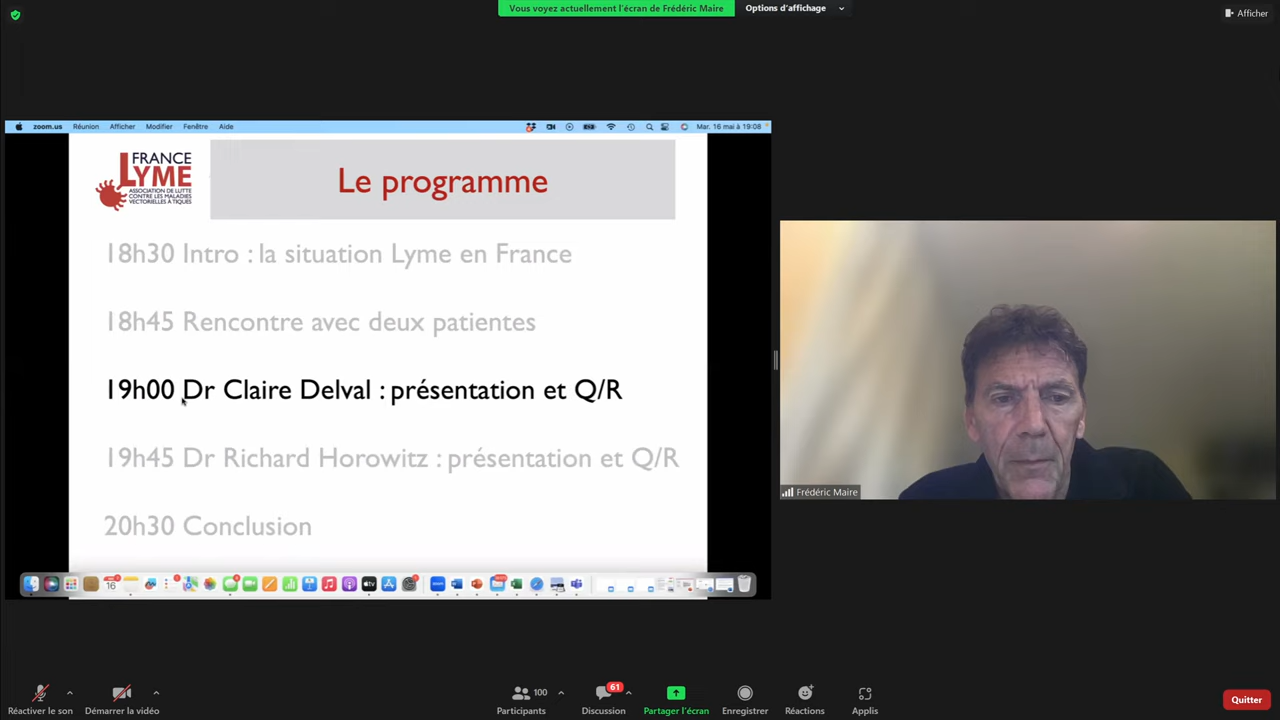 Vous voyez actuellement l'écran de Frédéric Maire
Options d'affichage
Afficher
zoom.us Réunion Afficher Modifier Fenêtre Aide
Mar. 16 mai à 19:08
FRANCE
LYME
ASSOCIATION DE LUTTE
CONTRE LES MALADIES
VECTORIELLES À TIQUES
Le programme
18h30 Intro : la situation Lyme en France
18h45 Rencontre avec deux patientes
19h00 Dr Claire Delval : présentation et Q/R
19h45 Dr Richard Horowitz : présentation et Q/R
20h30 Conclusion
16
Frédéric Maire
100
61
Réactiver le son
Démarrer la vidéo
Participants
Discussion
Partager l'écran
Enregistrer
Réactions
Applis
Quitter